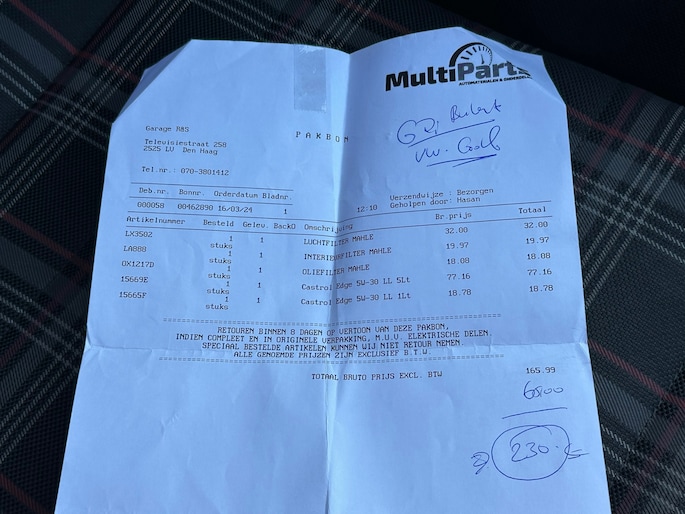 MultiParts
AUTOMATERIALEN & ONDERDELEN
Garage R&S
PAKBON
Televisiestraat 258
2525 LV Den Haag
Tel.nr.: 070-3801412
VW. Golf
Deb.nr. Bonnr. Orderdatum Bladnr.
000058 00462890 16/03/24 1
12:10
Verzendwijze : Bezorgen
Geholpen door: Hasan
Artikelnummer Besteld Gelev. BackO Omschrijving Br.prijs Totaal
LX3502 1 stuks 1 LUCHTFILTER MAHLE 32.00 32.00
LA888 1 stuks 1 INTERIEURFILTER MAHLE 19.97 19.97
OX1217D 1 stuks 1 OLIEFILTER MAHLE 18.08 18.08
15669E 1 stuks 1 Castrol Edge 5W-30 LL 5Lt 77.16 77.16
15665F 1 stuks 1 Castrol Edge 5W-30 LL 1Lt 18.78 18.78
RETOUREN BINNEN 8 DAGEN OP VERTOON VAN DEZE PAKBON,
INDIEN COMPLEET EN IN ORIGINELE VERPAKKING, M.U.V. ELEKTRISCHE DELEN.
SPECIAAL BESTELDE ARTIKELEN KUNNEN WIJ NIET RETOUR NEMEN.
ALLE GENOEMDE PRIJZEN ZIJN EXCLUSIEF B.T.W.
TOTAAL BRUTO PRIJS EXCL. BTW 165.99
230.-